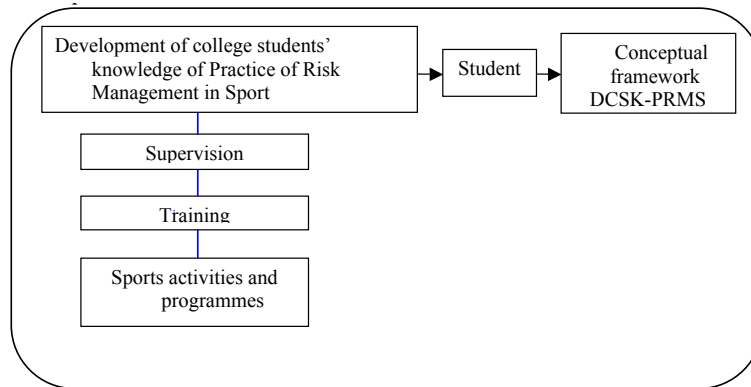 Development of college students’
knowledge of Practice of Risk
Management in Sport
Student
Conceptual
framework
DCSK-PRMS
Supervision
Training
Sports activities and
programmes